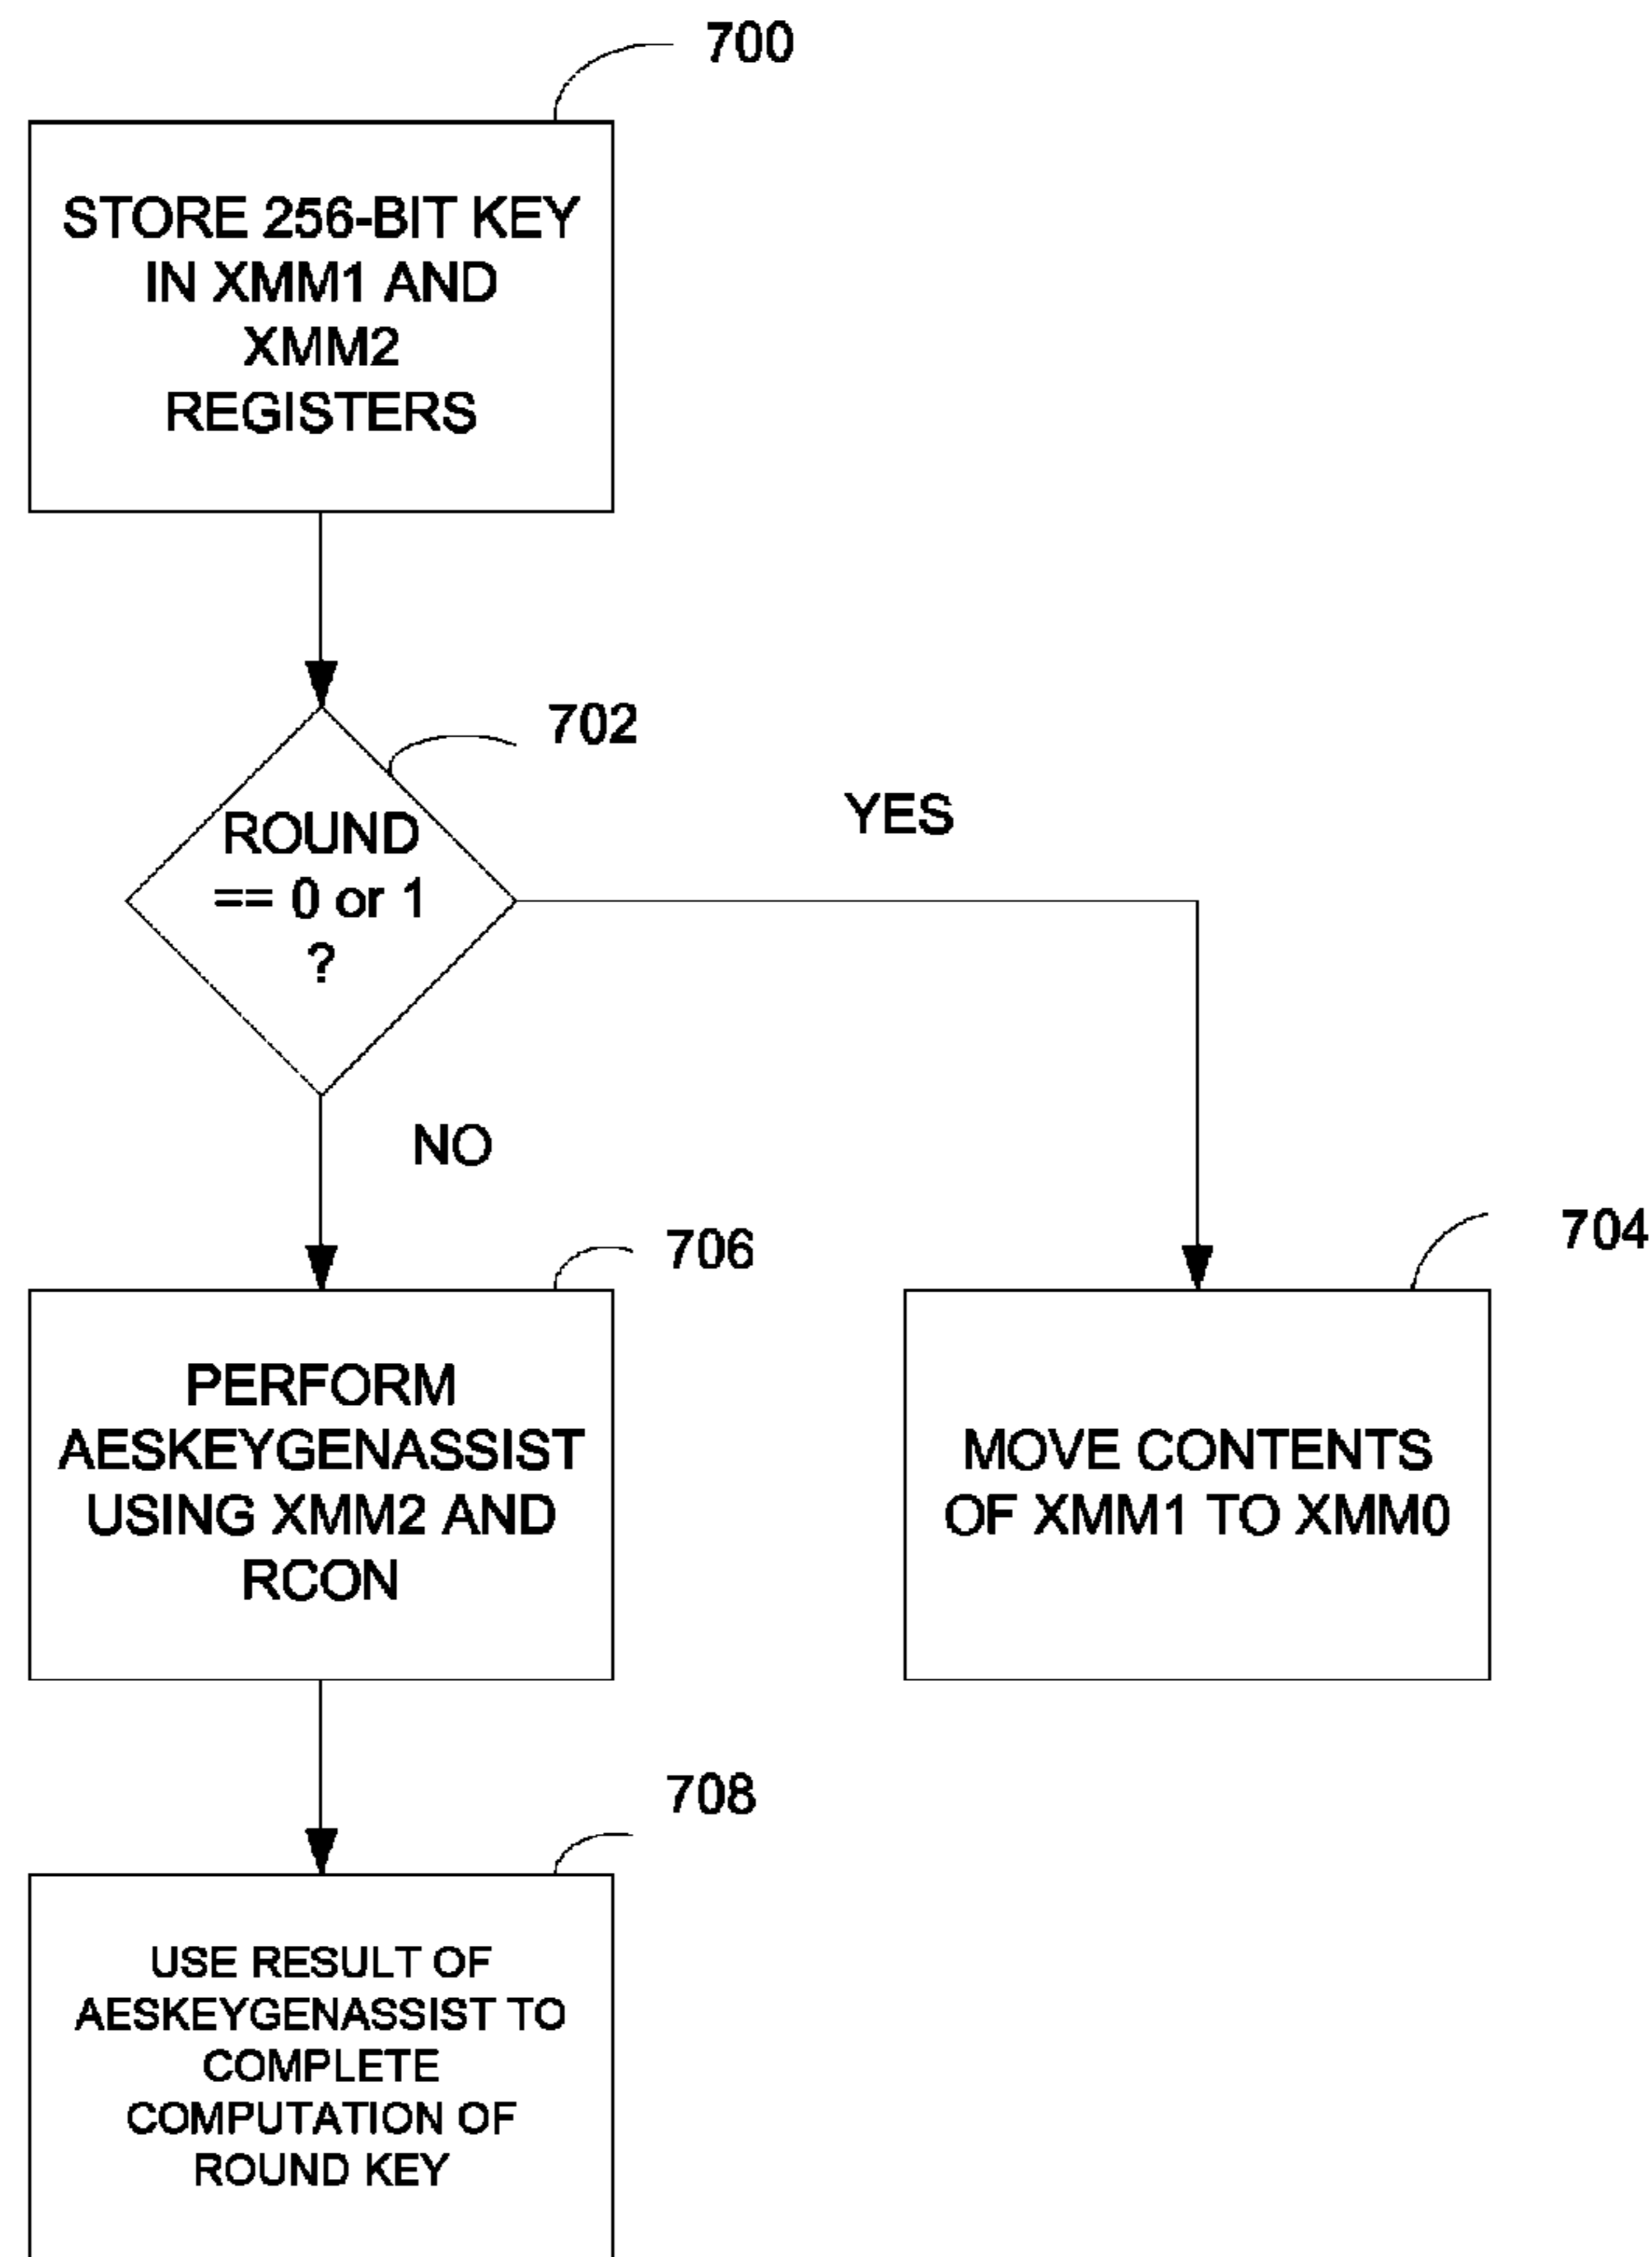 700
STORE 256-BIT KEY
IN XMM1 AND
XMM2
REGISTERS
702
ROUND
== 0 or 1
?
YES
NO
706
PERFORM
AESKEYGENASSIST
USING XMM2 AND
RCON
704
MOVE CONTENTS
OF XMM1 TO XMM0
708
USE RESULT OF
AESKEYGENASSIST TO
COMPLETE
COMPUTATION OF
ROUND KEY